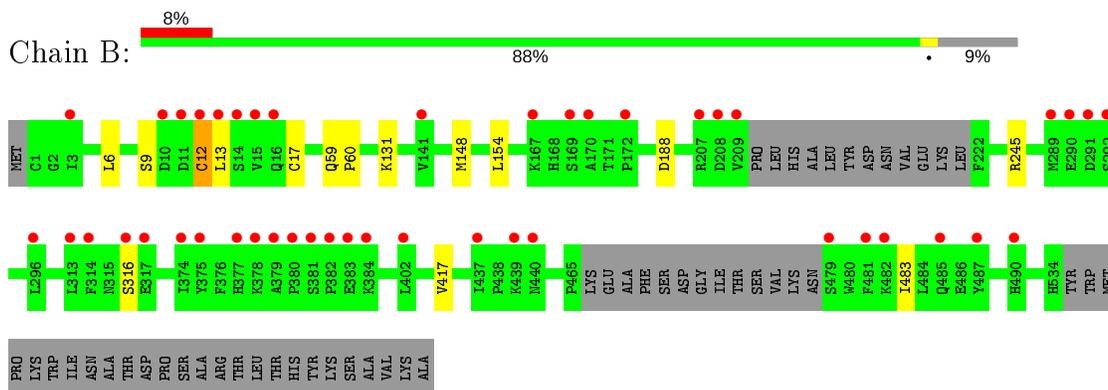 8%
Chain B:
88%
•
9%
MET
C1
G2
I3
L6
S9
D10
D11
C12
L13
S14
V15
Q16
C17
Q59
P60
K131
V141
M148
L154
K167
H168
S169
A170
T171
P172
D188
R207
D208
V209
PRO
LEU
HIS
ALA
LEU
TYR
ASP
ASN
VAL
GLU
LYS
LEU
F222
R245
M289
E290
D291
L296
L313
F314
N315
S316
E317
I374
Y375
F376
H377
K378
A379
P380
S381
P382
E383
K384
L402
V417
I437
P438
K439
N440
P465
LYS
GLY
ALA
PHE
SER
ASP
GLY
ILE
THR
SER
VAL
LYS
ASN
S479
W480
F481
K482
I483
L484
Q485
E486
Y487
H490
H534
TYR
TRP
PRO
LYS
TRP
ILE
ASN
ALA
THR
ASP
PRO
SER
ALA
ARG
THR
LEU
THR
HIS
TYR
LYS
SER
ALA
VAL
LYS
ALA